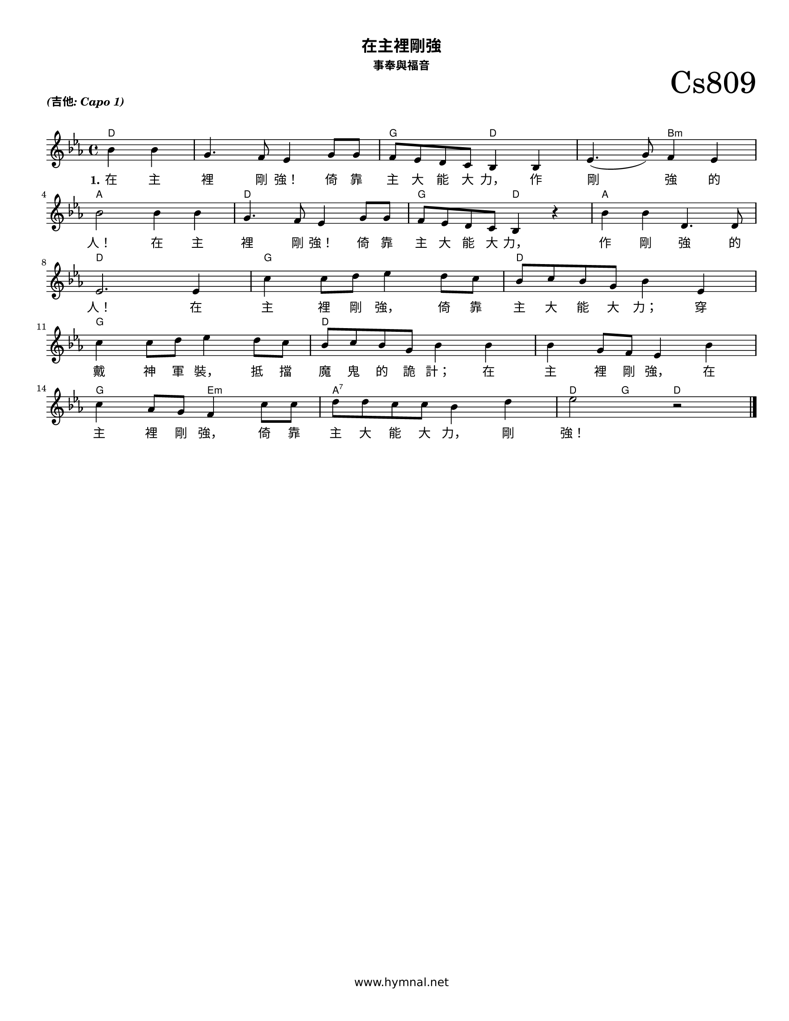 在主裡剛強
事奉與福音
Cs809
(吉他: Capo 1)
D G D Bm
1. 在 主 裡 剛 強！ 倚 靠 主 大 能 大 力， 作 剛 強 的
4 A D G D A
人！ 在 主 裡 剛 強！ 倚 靠 主 大 能 大 力， 作 剛 強 的
8 D G D
人！ 在 主 裡 剛 強， 倚 靠 主 大 能 大 力； 穿
11 G D
戴 神 軍 裝， 抵 擋 魔 鬼 的 詭 計； 在 主 裡 剛 強， 在
14 G Em A7 D G D
主 裡 剛 強， 倚 靠 主 大 能 大 力， 剛 強！
www.hymnal.net